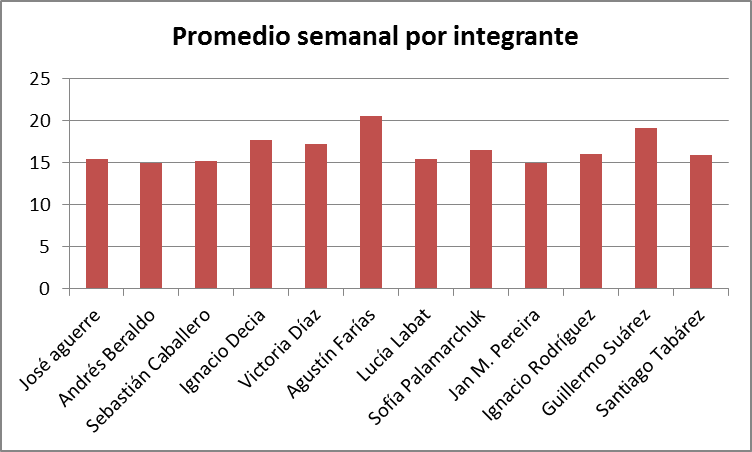 Promedio semanal por integrante
25
20
15
10
5
0
José aguerre
Andrés Beraldo
Sebastián Caballero
Ignacio Decia
Victoria Díaz
Agustín Farías
Lucía Labat
Sofía Palamarchuk
Jan M. Pereira
Ignacio Rodríguez
Guillermo Suárez
Santiago Tabárez